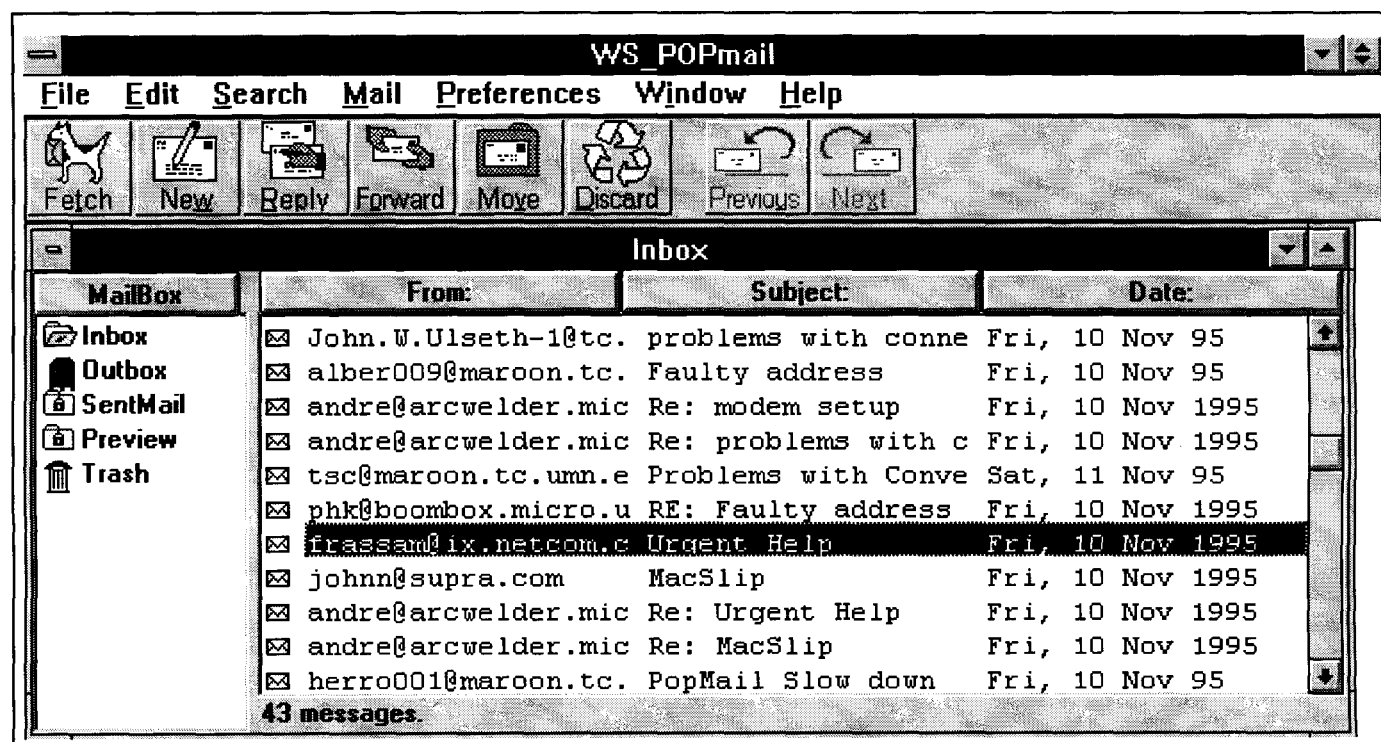 WS_POPmail
File Edit Search Mail Preferences Window Help
Fetch New Reply Forward Move Discard Previous Next
Inbox
MailBox From: Subject: Date:
Inbox John.W.Ulseth-1@tc. problems with conne Fri, 10 Nov 95
Outbox alber009@maroon.tc. Faulty address Fri, 10 Nov 95
SentMail andre@arcwelder.mic Re: modem setup Fri, 10 Nov 1995
Preview andre@arcwelder.mic Re: problems with c Fri, 10 Nov 1995
Trash tsc@maroon.tc.umn.e Problems with Conve Sat, 11 Nov 95
phk@boombox.micro.u RE: Faulty address Fri, 10 Nov 1995
frassam@ix.netcom.c Urgent Help Fri, 10 Nov 1995
johnn@supra.com MacSlip Fri, 10 Nov 1995
andre@arcwelder.mic Re: Urgent Help Fri, 10 Nov 1995
andre@arcwelder.mic Re: MacSlip Fri, 10 Nov 1995
herro001@maroon.tc. PopMail Slow down Fri, 10 Nov 95
43 messages.